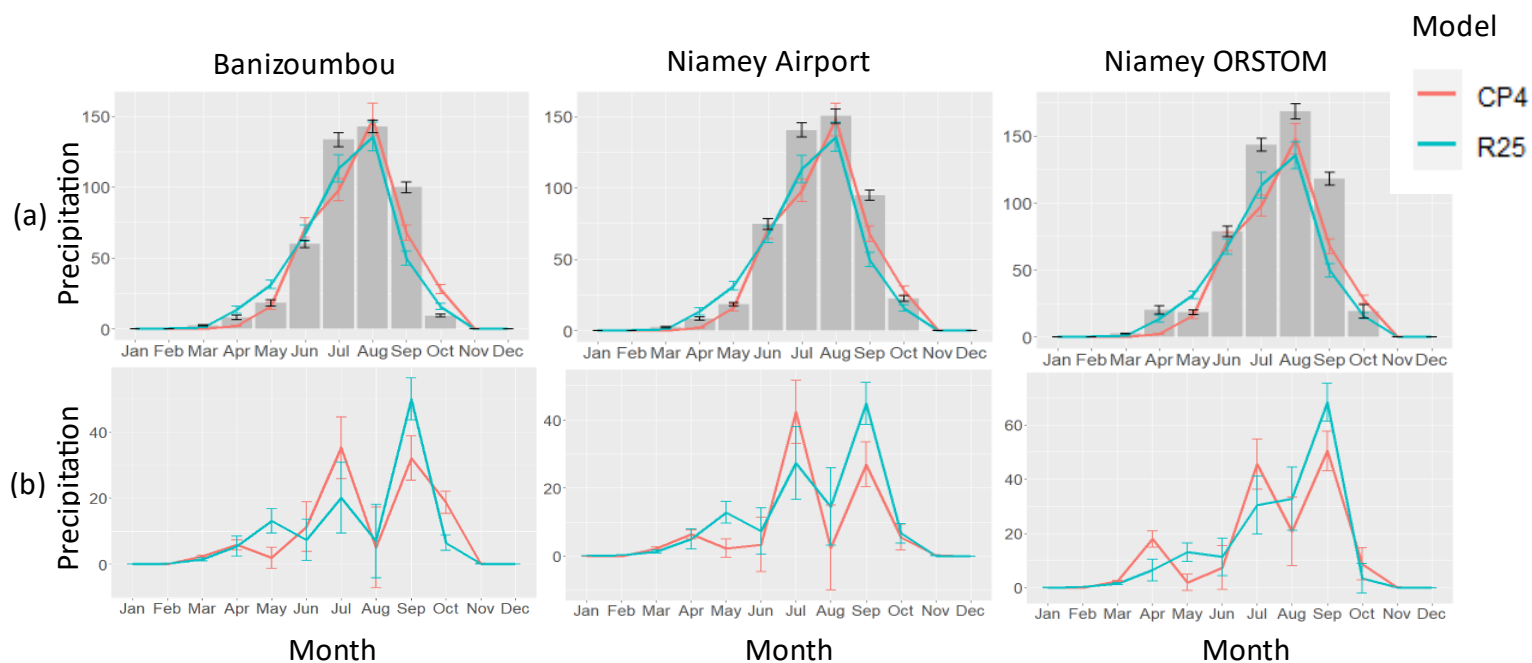 Model
Banizoumbou
Niamey Airport
Niamey ORSTOM
CP4
R25
(a)
Precipitation
150
100
50
0
Jan Feb Mar Apr May Jun Jul Aug Sep Oct Nov Dec
150
100
50
0
Jan Feb Mar Apr May Jun Jul Aug Sep Oct Nov Dec
150
100
50
0
Jan Feb Mar Apr May Jun Jul Aug Sep Oct Nov Dec
(b)
Precipitation
40
20
0
Jan Feb Mar Apr May Jun Jul Aug Sep Oct Nov Dec
40
20
0
Jan Feb Mar Apr May Jun Jul Aug Sep Oct Nov Dec
60
40
20
0
Jan Feb Mar Apr May Jun Jul Aug Sep Oct Nov Dec
Month
Month
Month